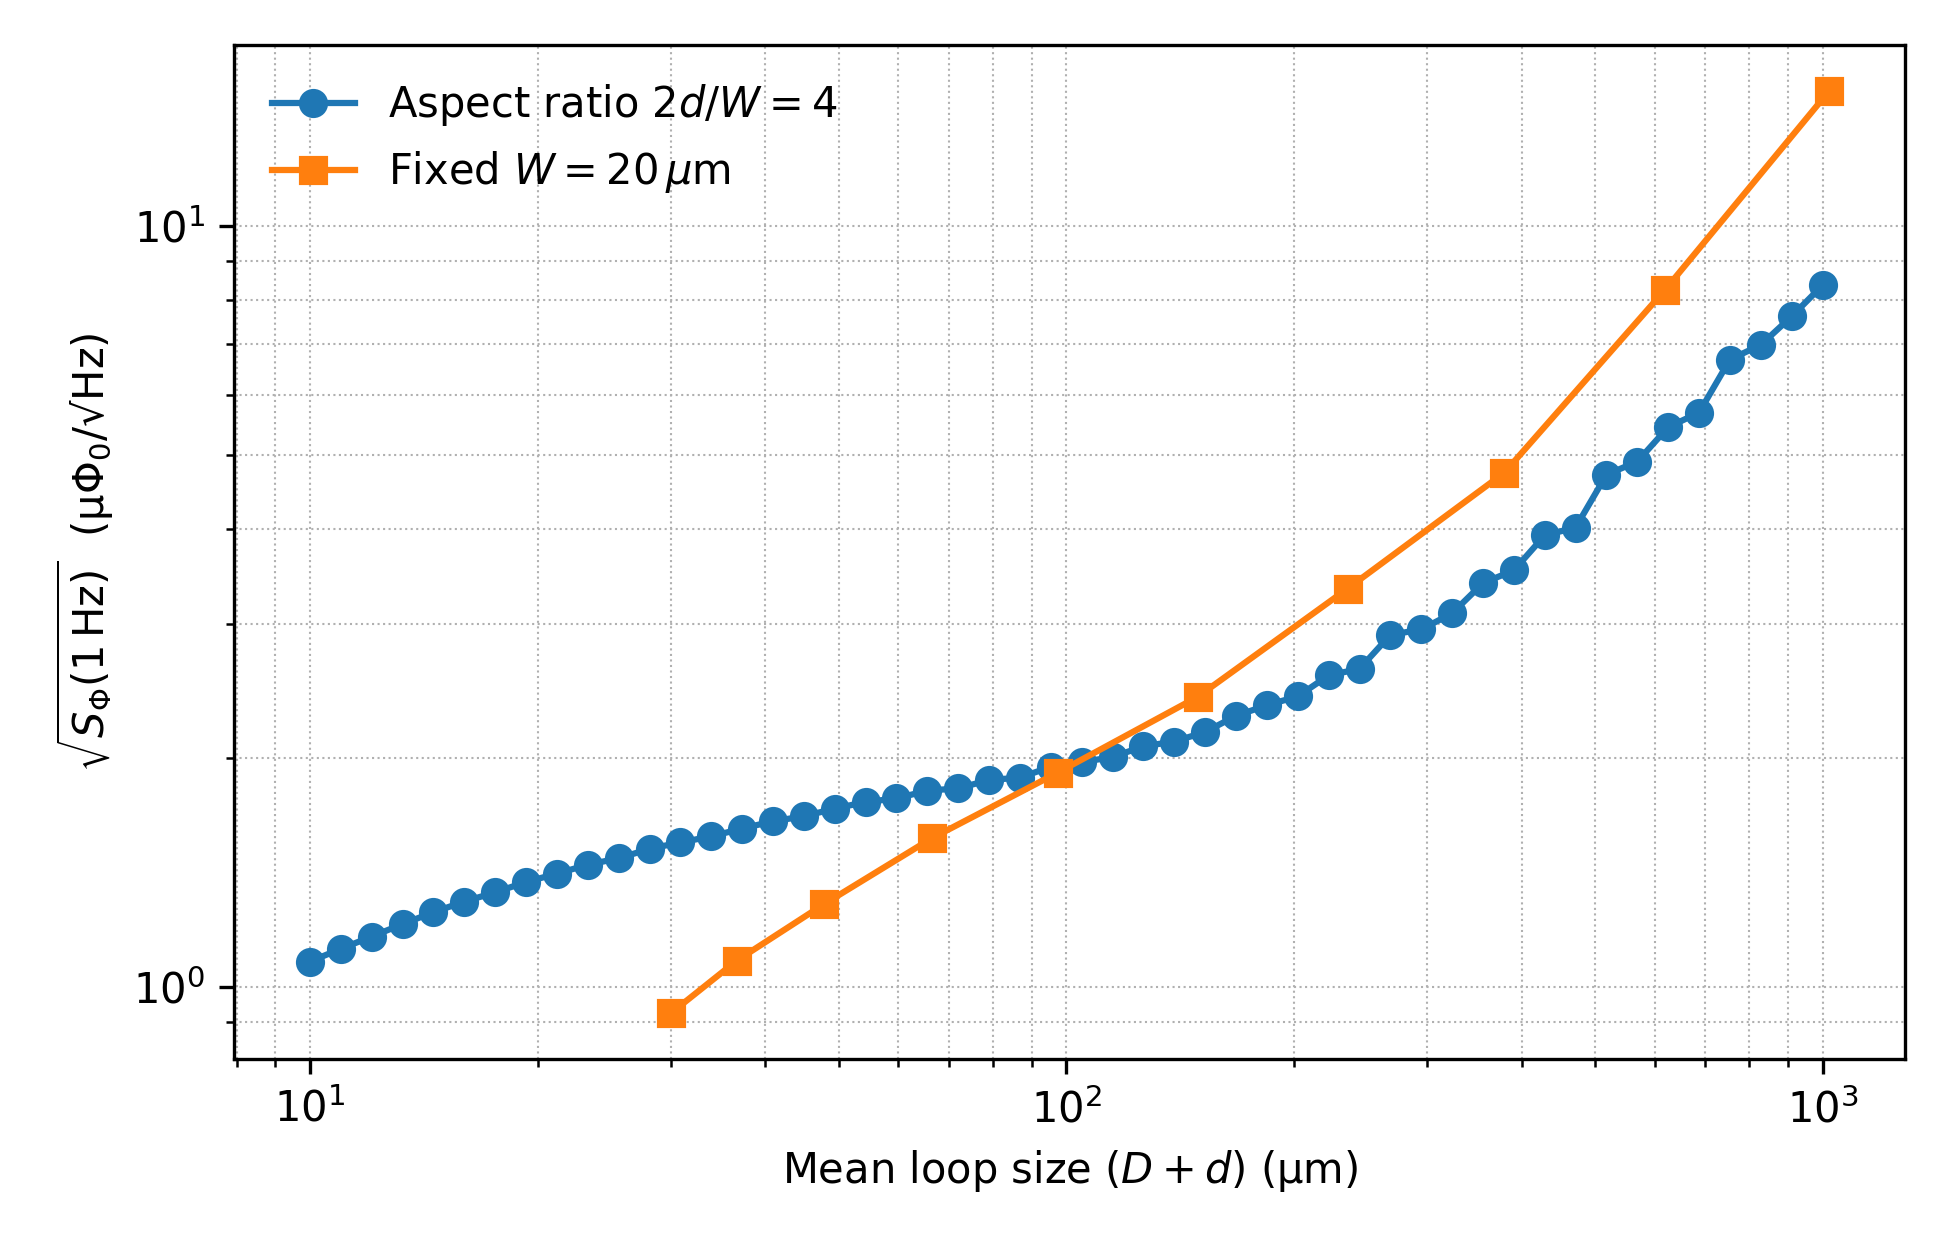 Aspect ratio 2d/W = 4
Fixed W = 20 μm
10¹
10⁰
√S_Φ(1 Hz) (μΦ₀/√Hz)
10¹
10²
10³
Mean loop size (D + d) (μm)